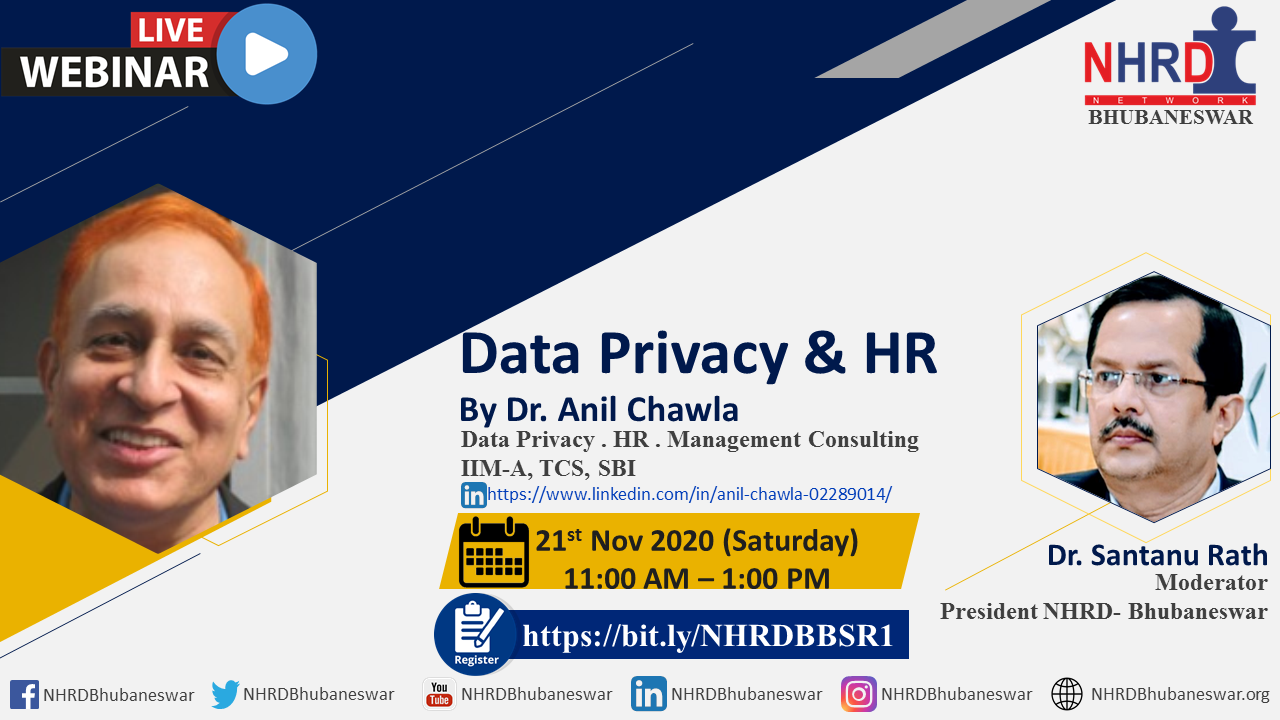 LIVE
WEBINAR
NHRD
NETWORK
BHUBANESWAR
Data Privacy & HR
By Dr. Anil Chawla
Data Privacy . HR . Management Consulting
IIM-A, TCS, SBI
in https://www.linkedin.com/in/anil-chawla-02289014/
21st Nov 2020 (Saturday)
11:00 AM – 1:00 PM
Register
https://bit.ly/NHRDBBSR1
Dr. Santanu Rath
Moderator
President NHRD- Bhubaneswar
f NHRDBhubaneswar NHRDBhubaneswar You Tube NHRDBhubaneswar in NHRDBhubaneswar NHRDBhubaneswar NHRDBhubaneswar.org